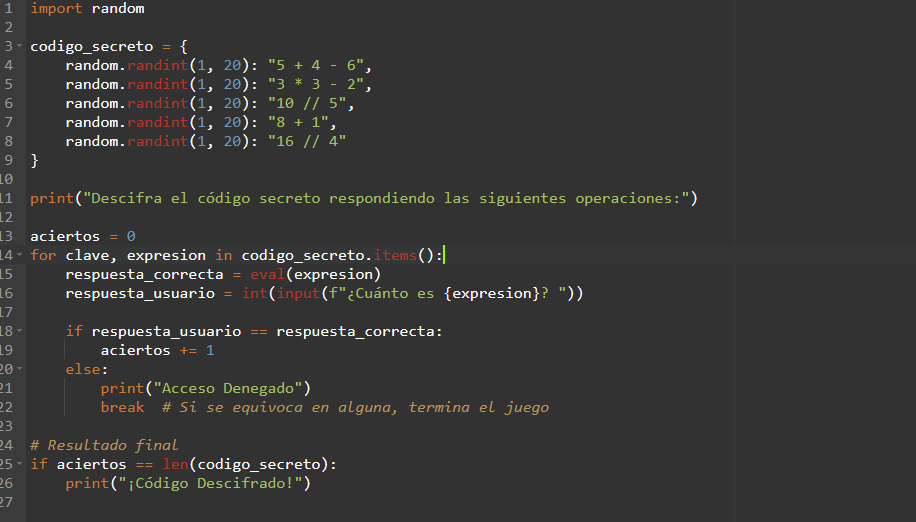 1 import random
2
3 codigo_secreto = {
4     random.randint(1, 20): "5 + 4 - 6",
5     random.randint(1, 20): "3 * 3 - 2",
6     random.randint(1, 20): "10 // 5",
7     random.randint(1, 20): "8 + 1",
8     random.randint(1, 20): "16 // 4"
9 }
10
11 print("Descifra el código secreto respondiendo las siguientes operaciones:")
12
13 aciertos = 0
14 for clave, expresion in codigo_secreto.items():
15     respuesta_correcta = eval(expresion)
16     respuesta_usuario = int(input(f"¿Cuánto es {expresion}? "))
17
18     if respuesta_usuario == respuesta_correcta:
19         aciertos += 1
20     else:
21         print("Acceso Denegado")
22         break  # Si se equivoca en alguna, termina el juego
23
24 # Resultado final
25 if aciertos == len(codigo_secreto):
26     print("¡Código Descifrado!")
27